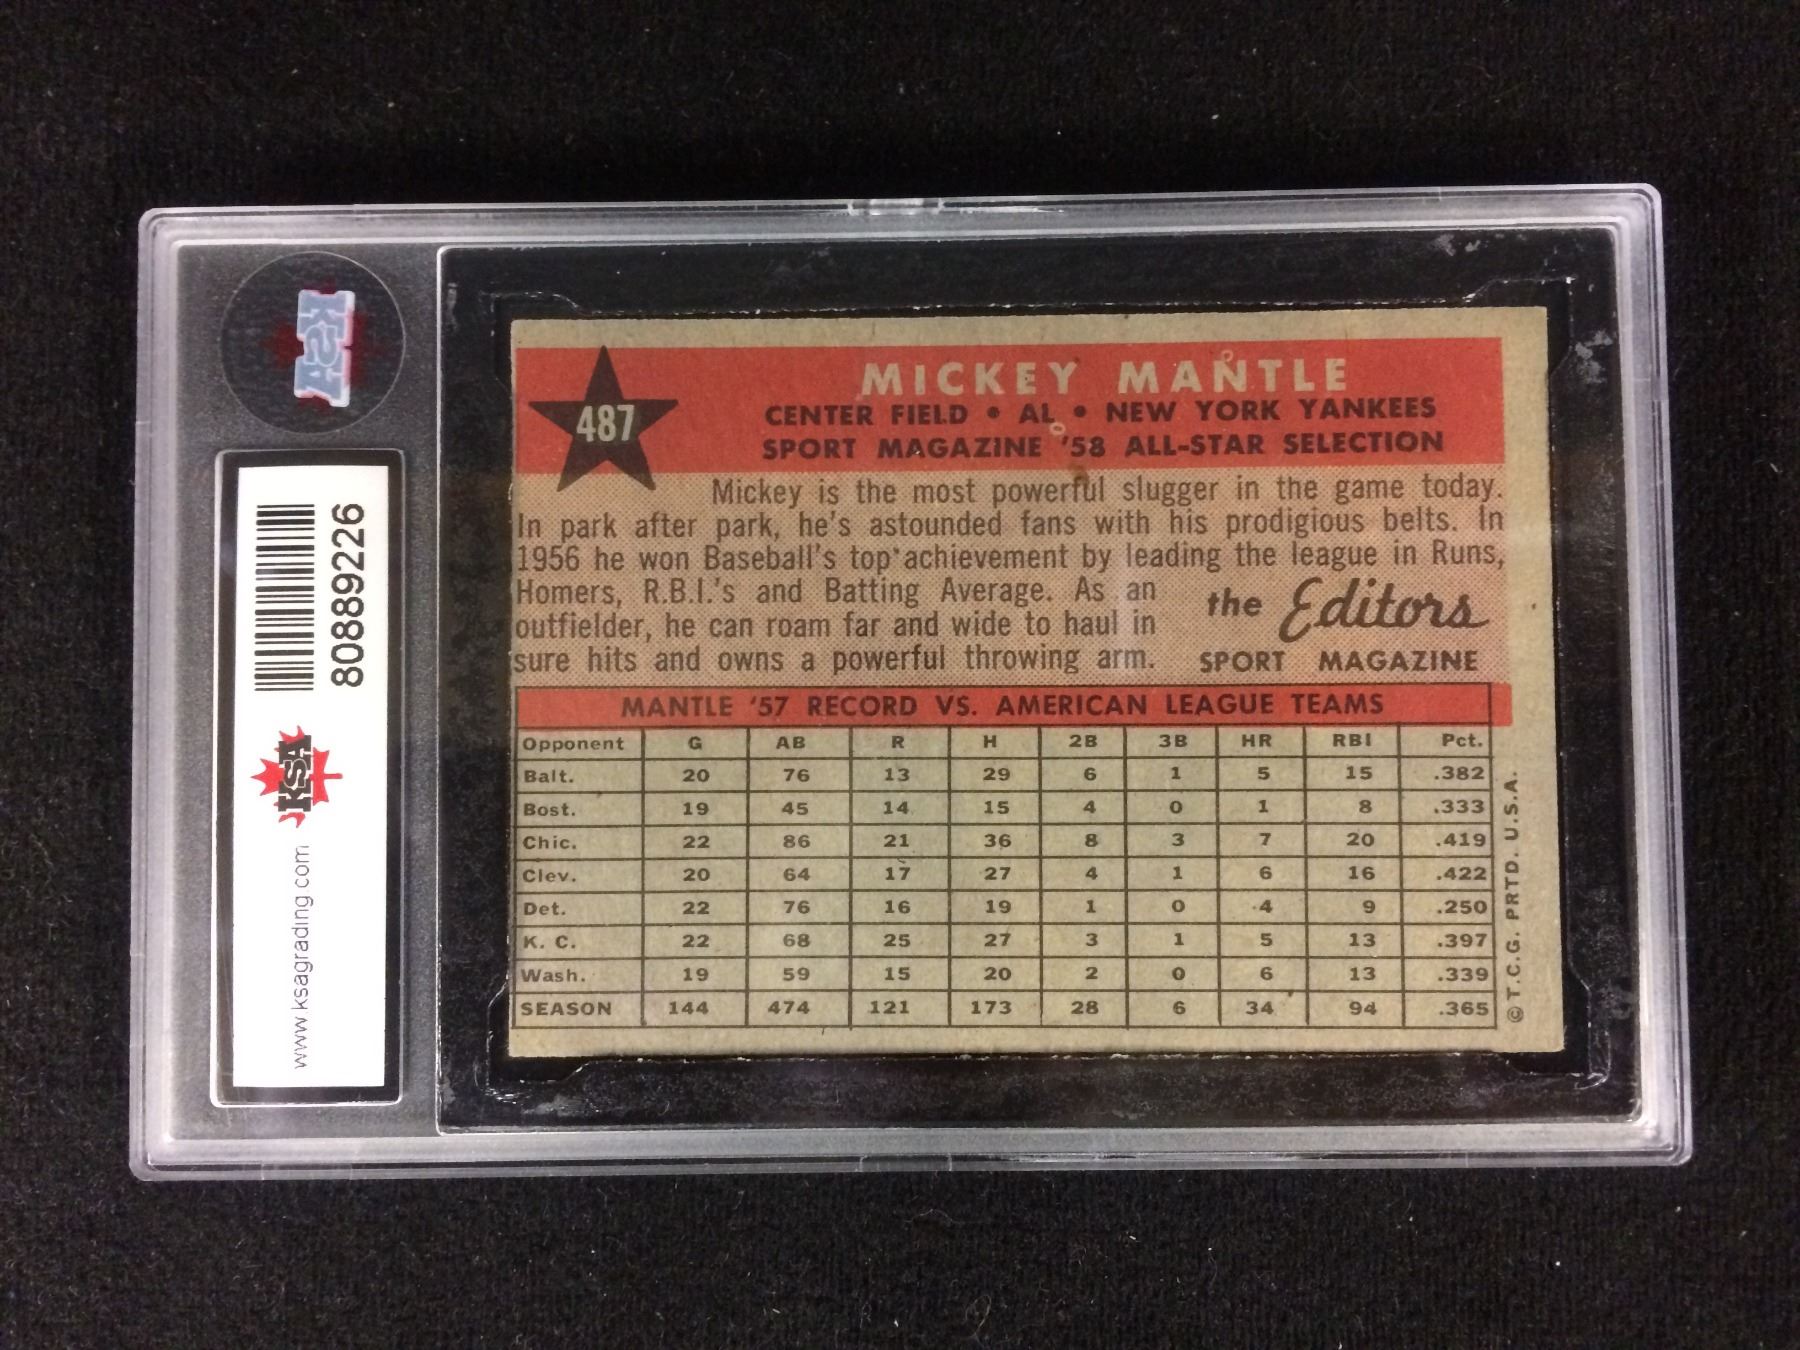 KSA
80889226
KSA
www.ksagrading.com
487
MICKEY MANTLE
CENTER FIELD • AL • NEW YORK YANKEES
SPORT MAGAZINE '58 ALL-STAR SELECTION
Mickey is the most powerful slugger in the game today.
In park after park, he's astounded fans with his prodigious belts. In
1956 he won Baseball's top achievement by leading the league in Runs,
Homers, R.B.I.'s and Batting Average. As an
outfielder, he can roam far and wide to haul in
sure hits and owns a powerful throwing arm.
the Editors
SPORT MAGAZINE
MANTLE '57 RECORD VS. AMERICAN LEAGUE TEAMS
Opponent G AB R H 2B 3B HR RBI Pct.
Balt. 20 76 13 29 6 1 5 15 .382
Bost. 19 45 14 15 4 0 1 8 .333
Chic. 22 86 21 36 8 3 7 20 .419
Clev. 20 64 17 27 4 1 6 16 .422
Det. 22 76 16 19 1 0 4 9 .250
K. C. 22 68 25 27 3 1 5 13 .397
Wash. 19 59 15 20 2 0 6 13 .339
SEASON 144 474 121 173 28 6 34 94 .365
© T.C.G. PRTD. U.S.A.